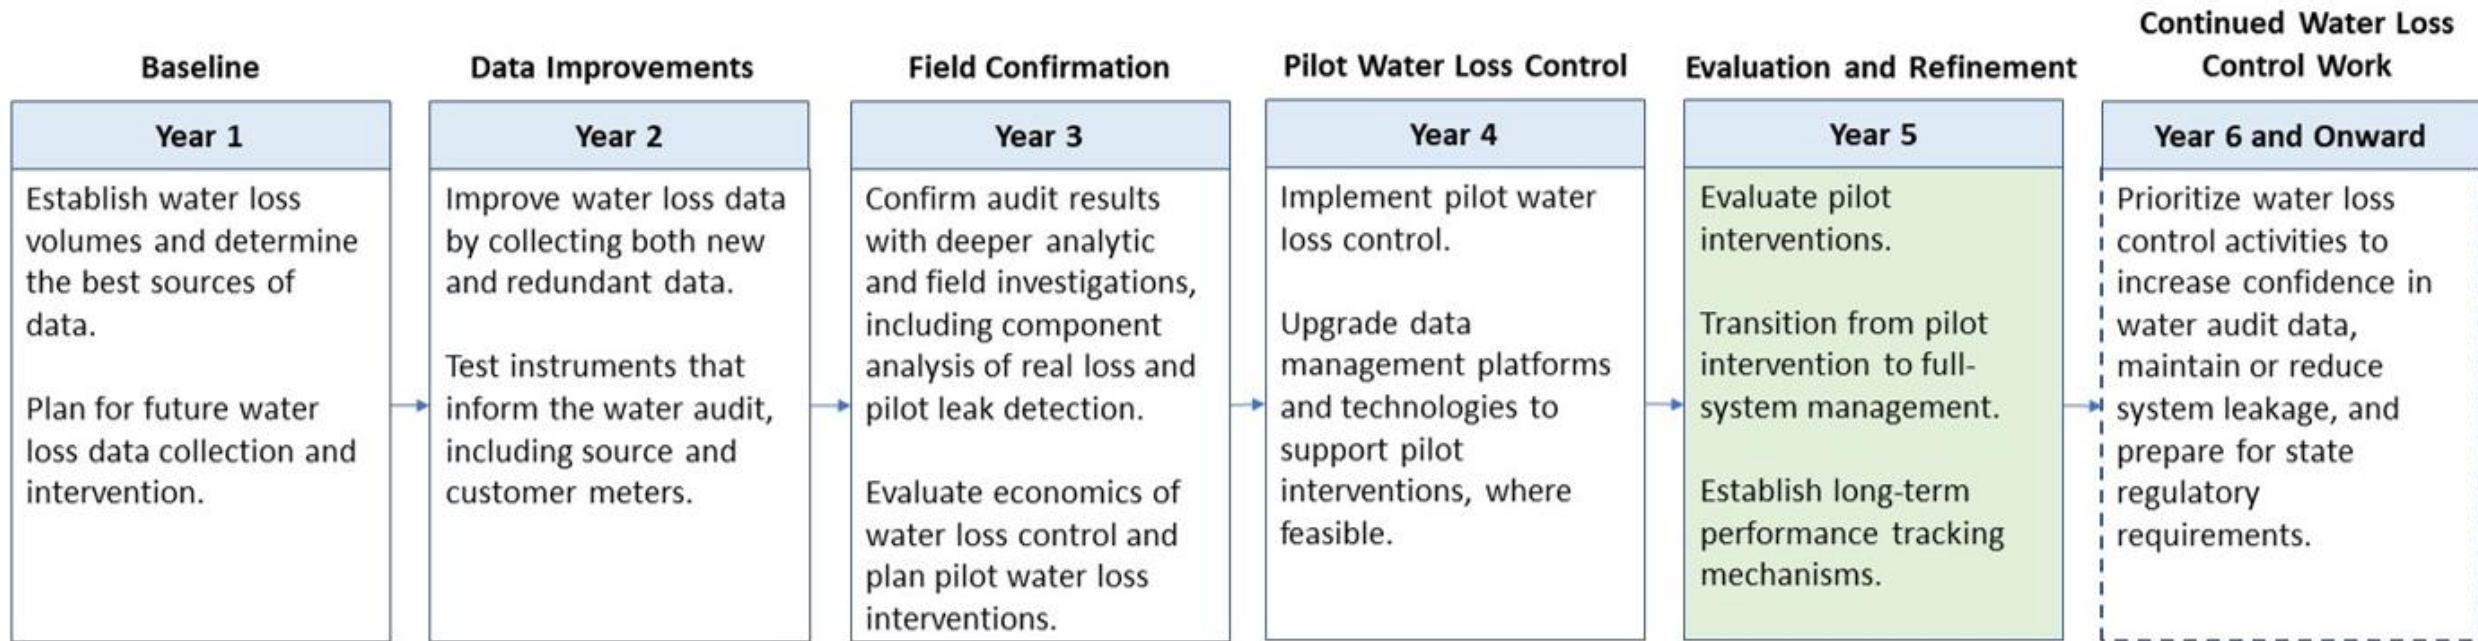 Baseline
Year 1
Establish water loss
volumes and determine
the best sources of
data.
Plan for future water
loss data collection and
intervention.
Data Improvements
Year 2
Improve water loss data
by collecting both new
and redundant data.
Test instruments that
inform the water audit,
including source and
customer meters.
Field Confirmation
Year 3
Confirm audit results
with deeper analytic
and field investigations,
including component
analysis of real loss and
pilot leak detection.
Evaluate economics of
water loss control and
plan pilot water loss
interventions.
Pilot Water Loss Control
Year 4
Implement pilot water
loss control.
Upgrade data
management platforms
and technologies to
support pilot
interventions, where
feasible.
Evaluation and Refinement
Year 5
Evaluate pilot
interventions.
Transition from pilot
intervention to full-
system management.
Establish long-term
performance tracking
mechanisms.
Continued Water Loss
Control Work
Year 6 and Onward
Prioritize water loss
control activities to
increase confidence in
water audit data,
maintain or reduce
system leakage, and
prepare for state
regulatory
requirements.